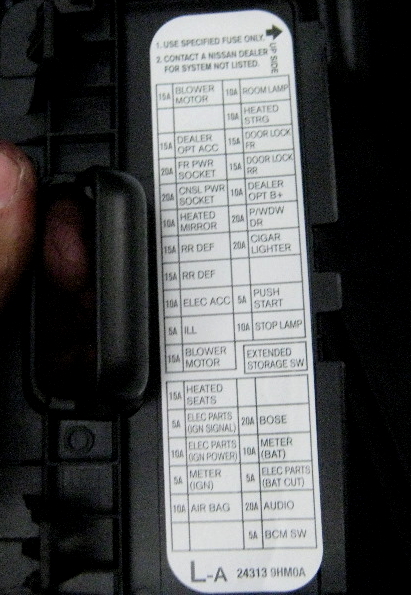 1. USE SPECIFIED FUSE ONLY.
2. CONTACT A NISSAN DEALER
FOR SYSTEM NOT LISTED.
UP SIDE
15A BLOWER MOTOR 10A ROOM LAMP
10A HEATED STRG
15A DEALER OPT ACC 15A DOOR LOCK FR
20A FR PWR SOCKET 15A DOOR LOCK RR
20A CNSL PWR SOCKET 10A DEALER OPT B+
10A HEATED MIRROR 20A P/WDW DR
15A RR DEF 20A CIGAR LIGHTER
15A RR DEF
10A ELEC ACC 5A PUSH START
5A ILL 10A STOP LAMP
15A BLOWER MOTOR EXTENDED STORAGE SW
15A HEATED SEATS
5A ELEC PARTS (IGN SIGNAL) 20A BOSE
10A ELEC PARTS (IGN POWER) 10A METER (BAT)
5A METER (IGN) 5A ELEC PARTS (BAT CUT)
10A AIR BAG 20A AUDIO
5A BCM SW
L-A 24313 9HM0A